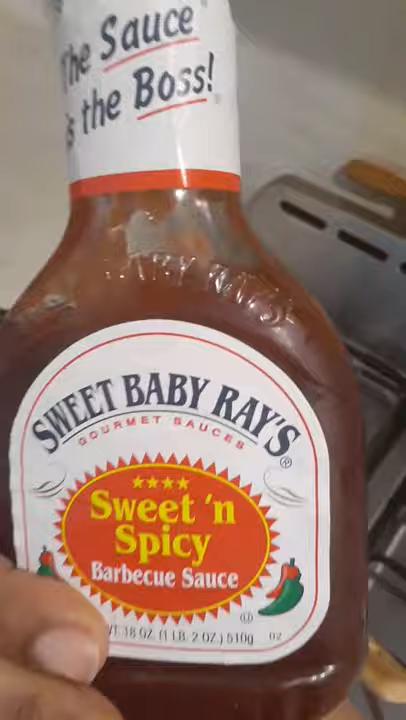 The Sauce
is the Boss!
BABY RAY'S
SWEET BABY RAY'S®
GOURMET SAUCES
Sweet 'n
Spicy
Barbecue Sauce
WT. 18 OZ. (1 LB. 2 OZ.) 510g